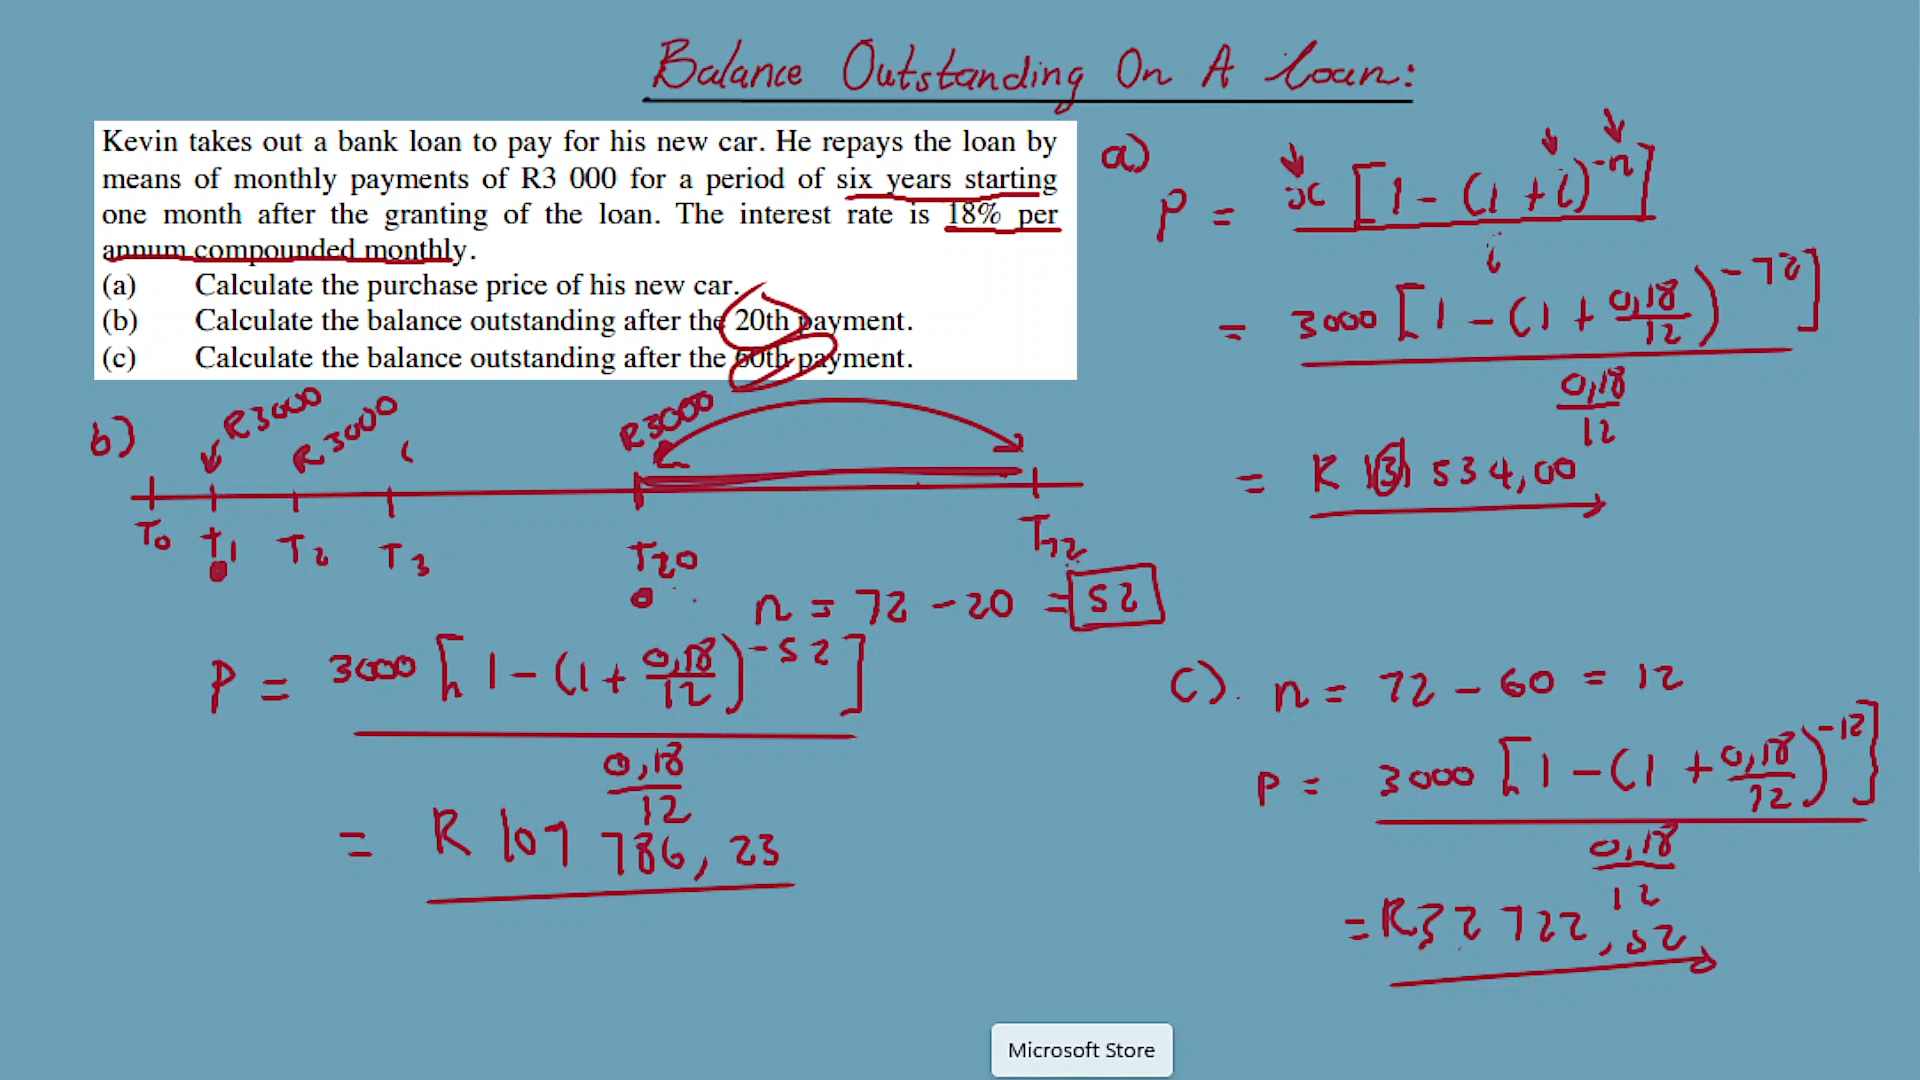 Balance Outstanding On A loan:
Kevin takes out a bank loan to pay for his new car. He repays the loan by
means of monthly payments of R3 000 for a period of six years starting
one month after the granting of the loan. The interest rate is 18% per
annum compounded monthly.
(a) Calculate the purchase price of his new car.
(b) Calculate the balance outstanding after the 20th payment.
(c) Calculate the balance outstanding after the 60th payment.
a)
P = x[1-(1+i)^-n]
i
= 3000[1-(1+0,18/12)^-72]
0,18
12
= R 131 534,00
b)
R3000
R3000
R3000
T0 T1 T2 T3 T20 T72
n = 72 - 20 = 52
P = 3000[1-(1+0,18/12)^-52]
0,18
12
= R 107 786,23
c). n = 72 - 60 = 12
P = 3000[1-(1+0,18/12)^-12]
0,18
12
= R32 722,52
Microsoft Store